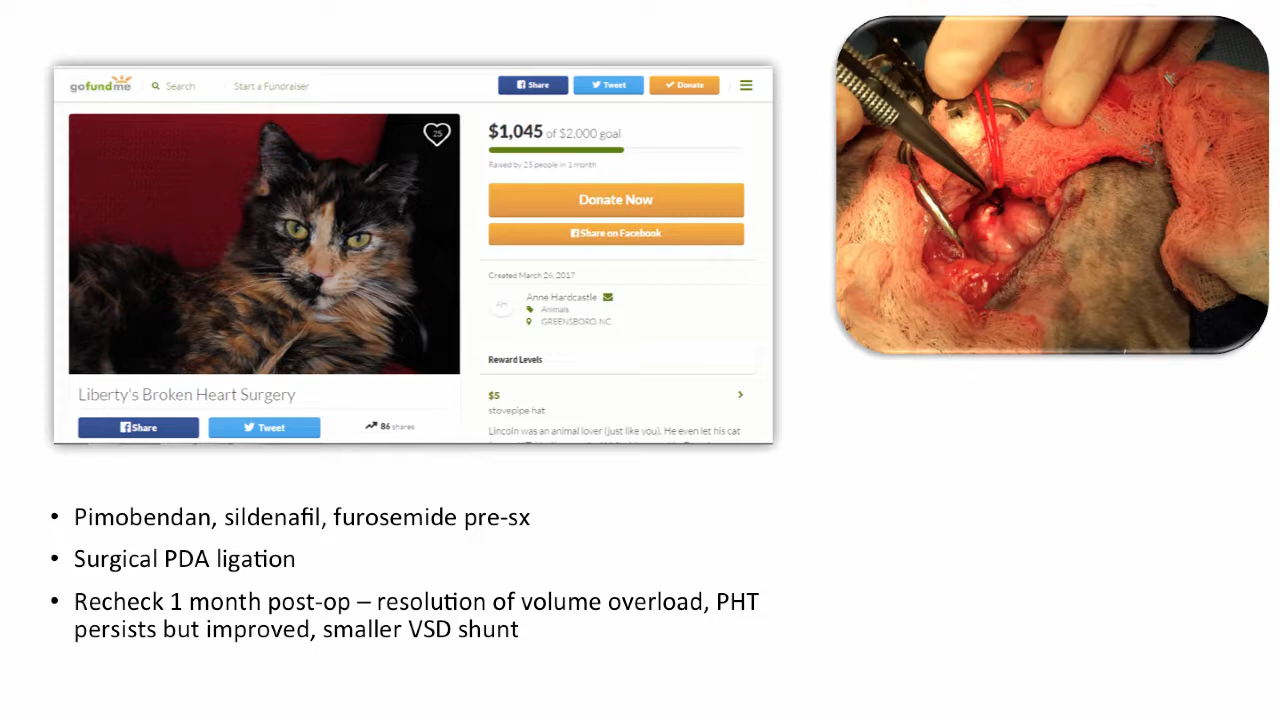 gofundme
Search
Start a Fundraiser
Share
Tweet
Donate
25
$1,045 of $2,000 goal
Raised by 25 people in 1 month
Donate Now
Share on Facebook
Created March 26, 2017
AH
Anne Hardcastle
Animals
GREENSBORO, NC
Reward Levels
$5
stovepipe hat
Lincoln was an animal lover (just like you). He even let his cat
Liberty's Broken Heart Surgery
Share
Tweet
86 shares
• Pimobendan, sildenafil, furosemide pre-sx
• Surgical PDA ligation
• Recheck 1 month post-op – resolution of volume overload, PHT
persists but improved, smaller VSD shunt